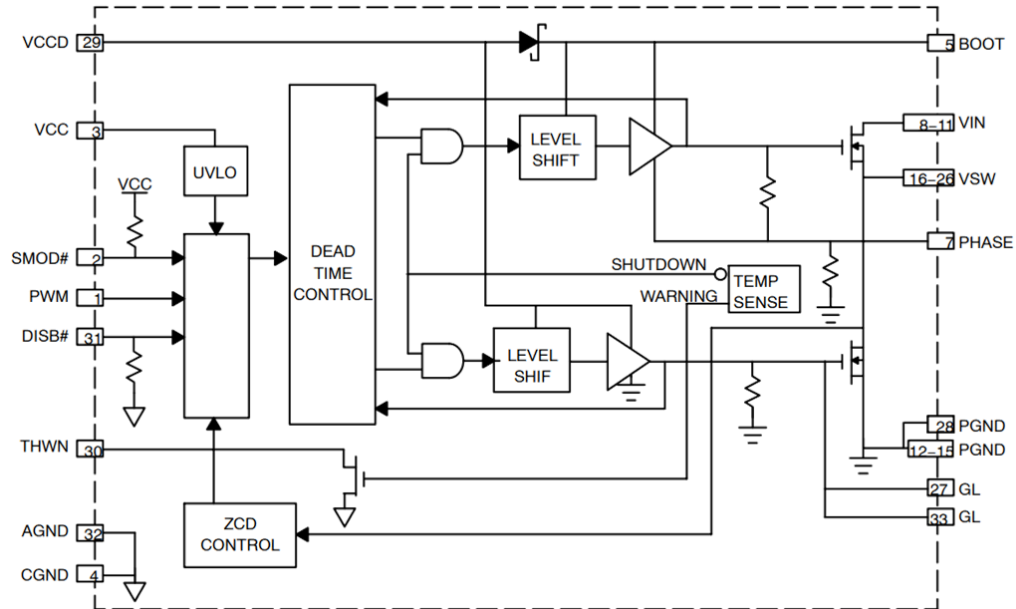 VCCD 29
5 BOOT
VCC 3
8–11 VIN
UVLO
LEVEL
SHIFT
VCC
16–26 VSW
SMOD# 2
DEAD
TIME
CONTROL
7 PHASE
SHUTDOWN
TEMP
SENSE
PWM 1
WARNING
DISB# 31
LEVEL
SHIF
28 PGND
THWN 30
12–15 PGND
27 GL
33 GL
ZCD
CONTROL
AGND 32
CGND 4